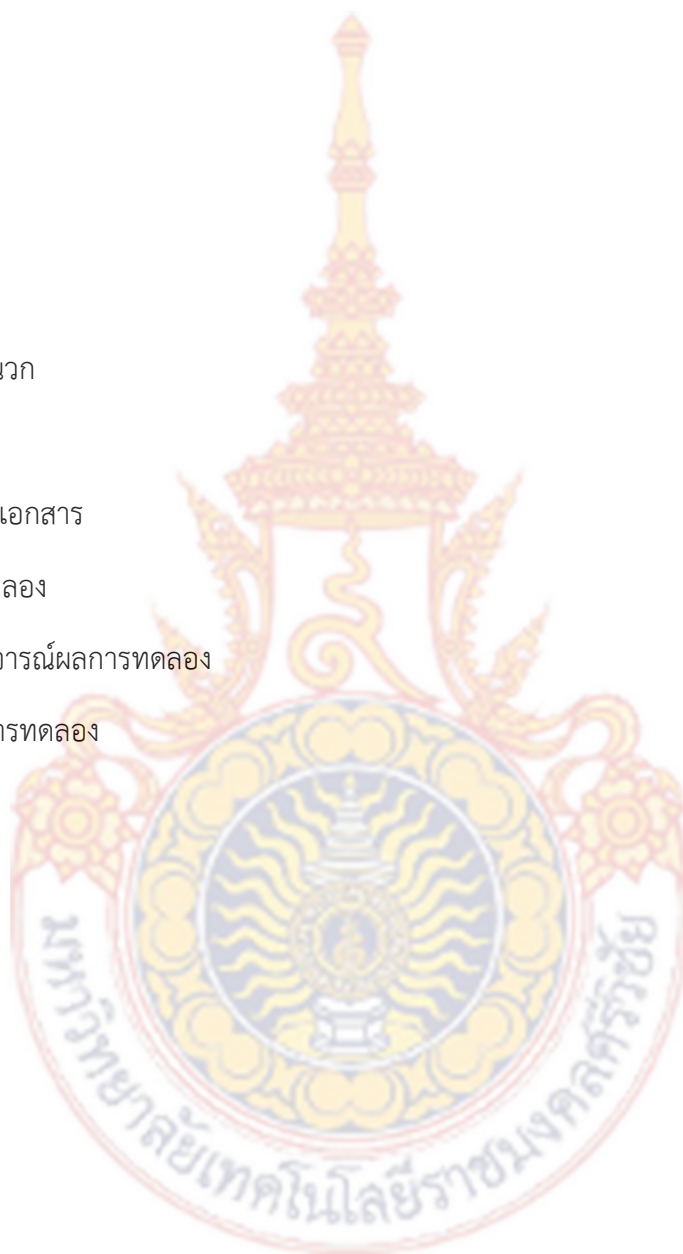 นวก
เอกสาร
ลอง
จารณ์ผลการทดลอง
ารทดลอง
มหาวิทยาลัยเทคโนโลยีราชมงคลศรีวิชัย